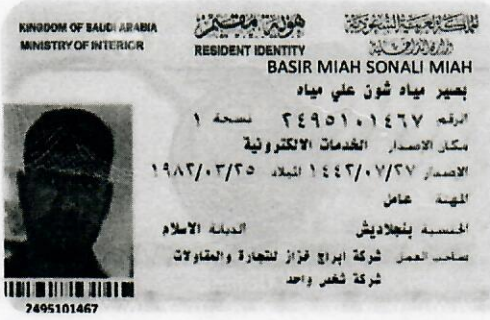 KINGDOM OF SAUDI ARABIA
MINISTRY OF INTERIOR
هوية مقيم
RESIDENT IDENTITY
المملكة العربية السعودية
وزارة الداخلية
BASIR MIAH SONALI MIAH
بصير مياه شون علي مياه
الرقم ٢٤٩٥١٠١٤٦٧ نسخة ١
مكان الاصدار الخدمات الالكترونية
الاصدار ١٤٤٢/٠٧/٢٧ الميلاد ١٩٨٢/٠٣/٢٥
المهنة عامل
الجنسية بنجلاديش الديانة الاسلام
صاحب العمل شركة ابراج قزاز للتجارة والمقاولات
شركة شخص واحد
2495101467